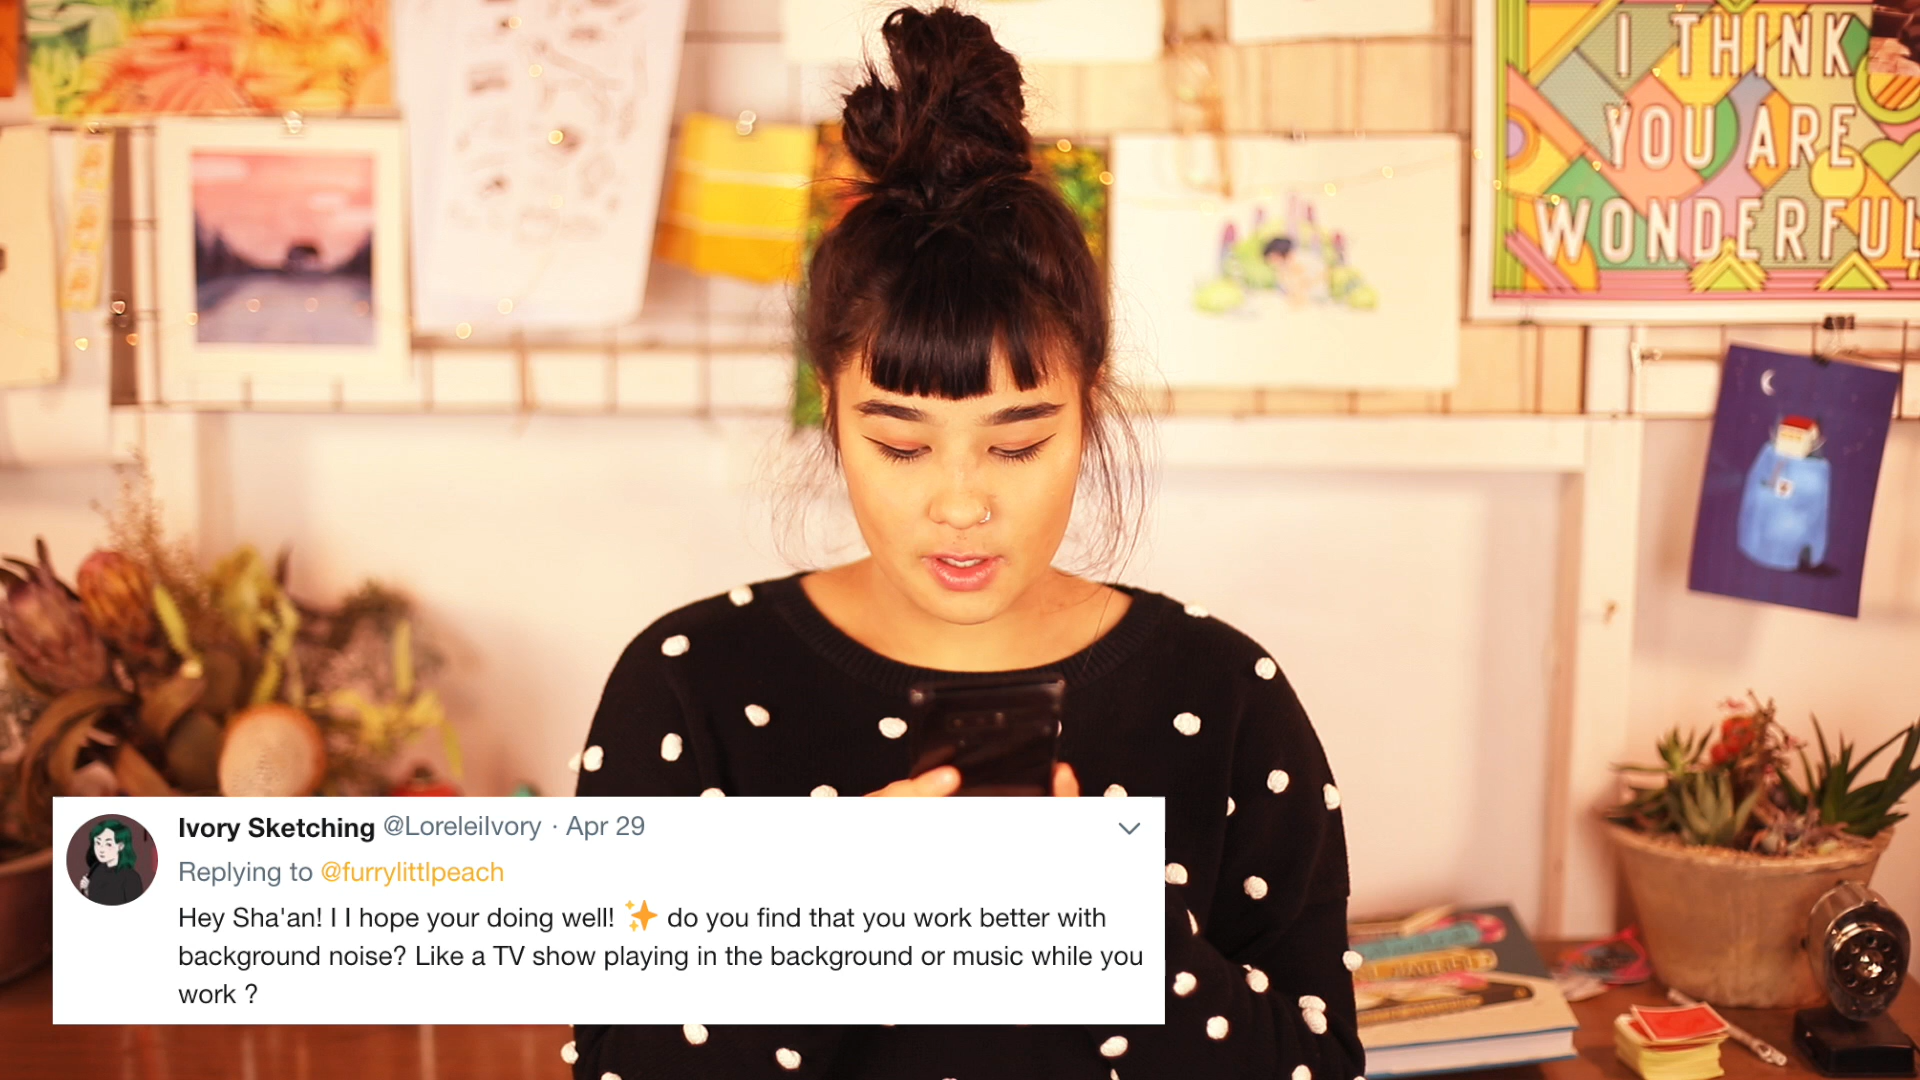 I THINK
YOU ARE
WONDERFUL
Ivory Sketching @LoreleiIvory · Apr 29
Replying to @furrylittlpeach
Hey Sha'an! I I hope your doing well! ✨ do you find that you work better with
background noise? Like a TV show playing in the background or music while you
work ?